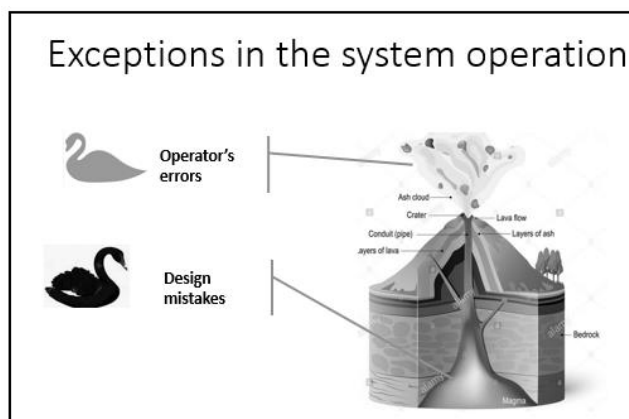 Exceptions in the system operation
Operator's
errors
Ash cloud
Crater
Lava flow
Conduit (pipe)
Layers of ash
ayers of lava
Design
mistakes
Bedrock
Magma